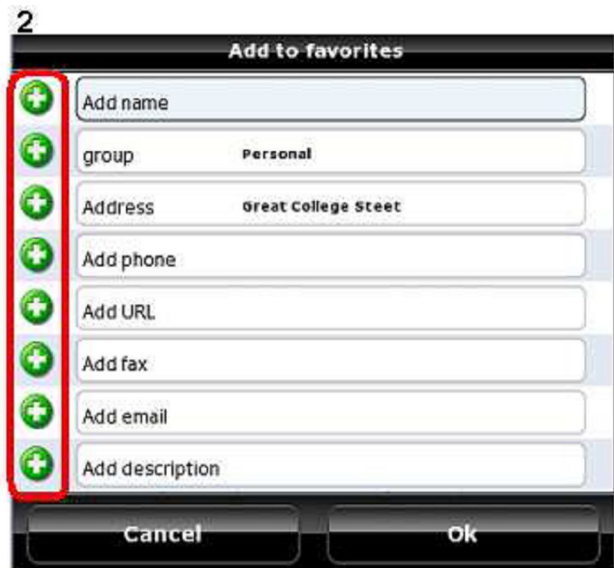 2
Add to favorites
Add name
group Personal
Address Great College Steet
Add phone
Add URL
Add fax
Add email
Add description
Cancel Ok